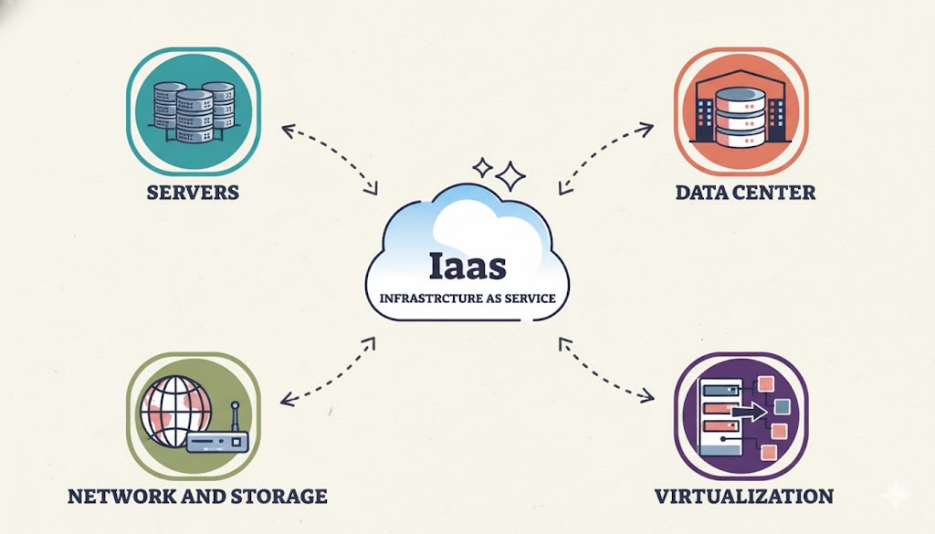 SERVERS
DATA CENTER
Iaas
INFRASTRCTURE AS SERVICE
NETWORK AND STORAGE
VIRTUALIZATION